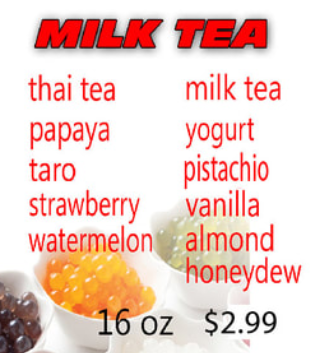 MILK TEA
thai tea
papaya
taro
strawberry
watermelon
milk tea
yogurt
pistachio
vanilla
almond
honeydew
16 oz $2.99